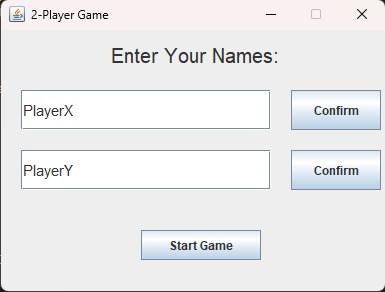 2-Player Game
Enter Your Names:
PlayerX Confirm
PlayerY Confirm
Start Game